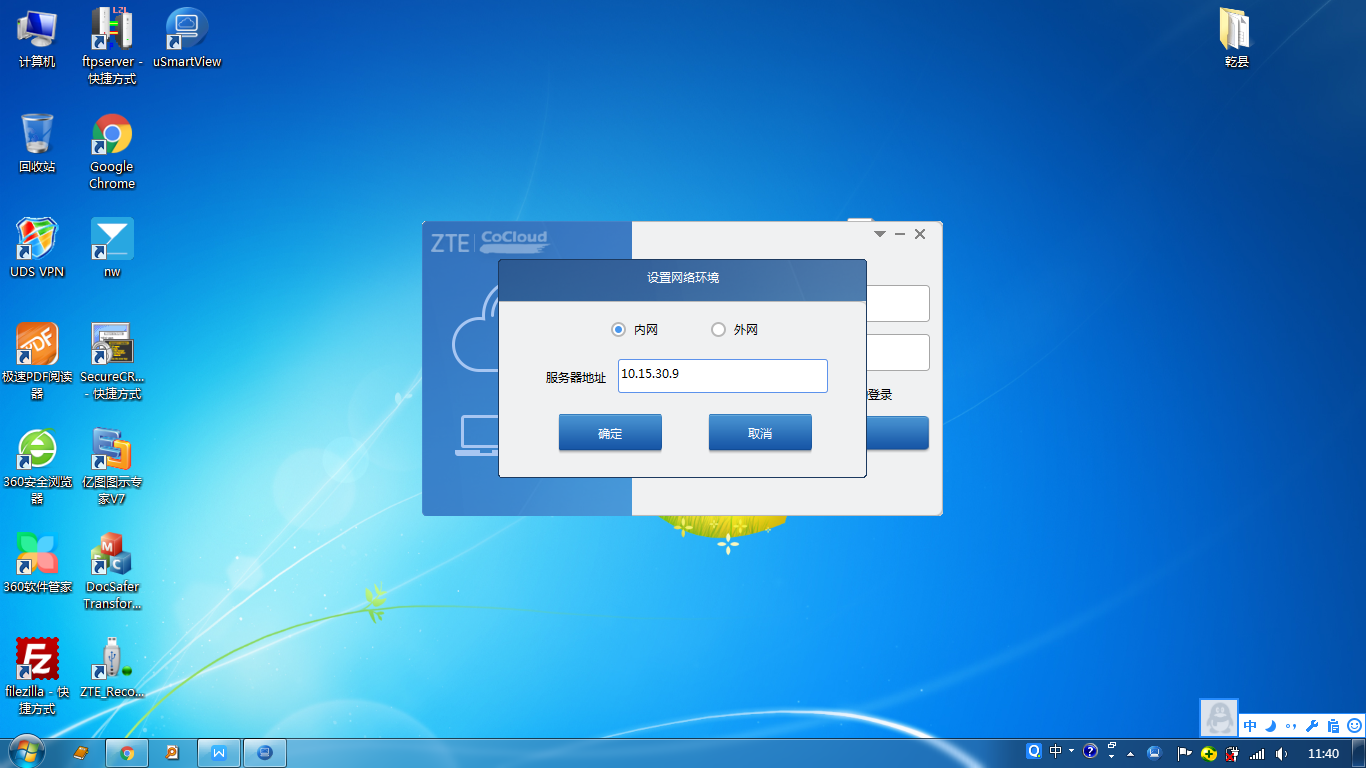 计算机
ftpserver -
快捷方式
uSmartView
乾县
回收站
Google
Chrome
UDS VPN
nw
极速PDF阅读
器
SecureCR...
- 快捷方式
360安全浏览
器
亿图图示专
家V7
360软件管家
DocSafer
Transfor...
filezilla - 快
捷方式
ZTE_Reco...
ZTE
CoCloud
设置网络环境
内网
外网
服务器地址
10.15.30.9
确定
取消
登录
中
中
11:40